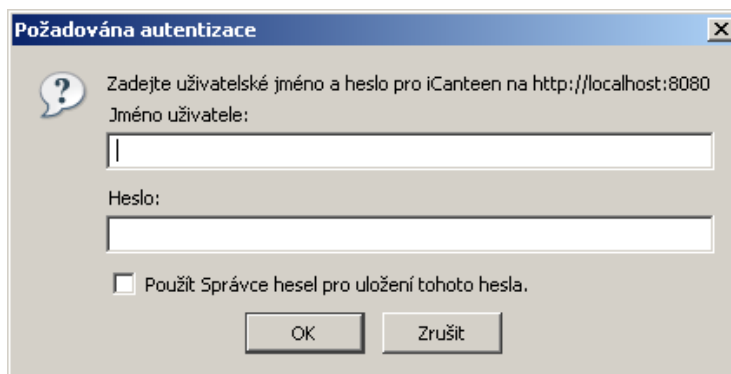 Požadována autentizace
Zadejte uživatelské jméno a heslo pro iCanteen na http://localhost:8080
Jméno uživatele:
Heslo:
Použít Správce hesel pro uložení tohoto hesla.
OK Zrušit